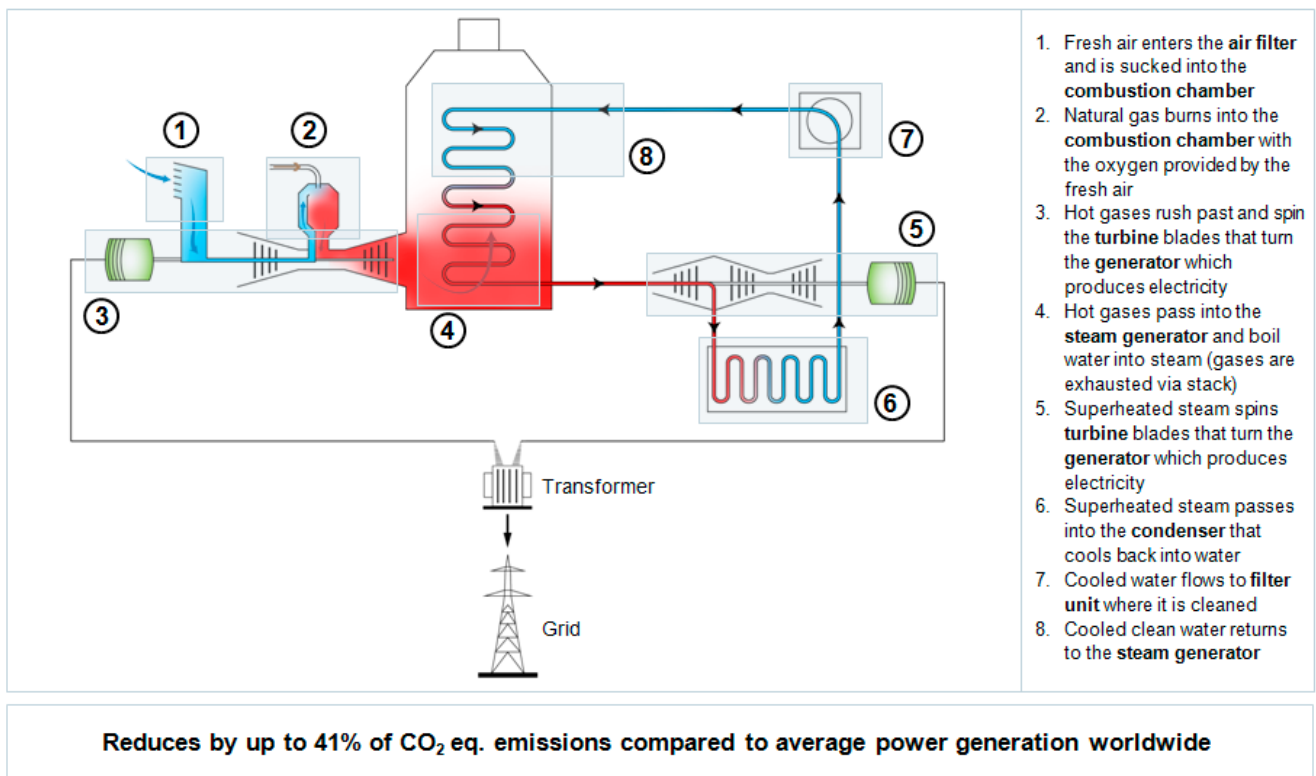 1
2
8
7
5
3
4
6
Transformer
Grid
1. Fresh air enters the air filter
and is sucked into the
combustion chamber
2. Natural gas burns into the
combustion chamber with
the oxygen provided by the
fresh air
3. Hot gases rush past and spin
the turbine blades that turn
the generator which
produces electricity
4. Hot gases pass into the
steam generator and boil
water into steam (gases are
exhausted via stack)
5. Superheated steam spins
turbine blades that turn the
generator which produces
electricity
6. Superheated steam passes
into the condenser that
cools back into water
7. Cooled water flows to filter
unit where it is cleaned
8. Cooled clean water returns
to the steam generator
Reduces by up to 41% of CO₂ eq. emissions compared to average power generation worldwide